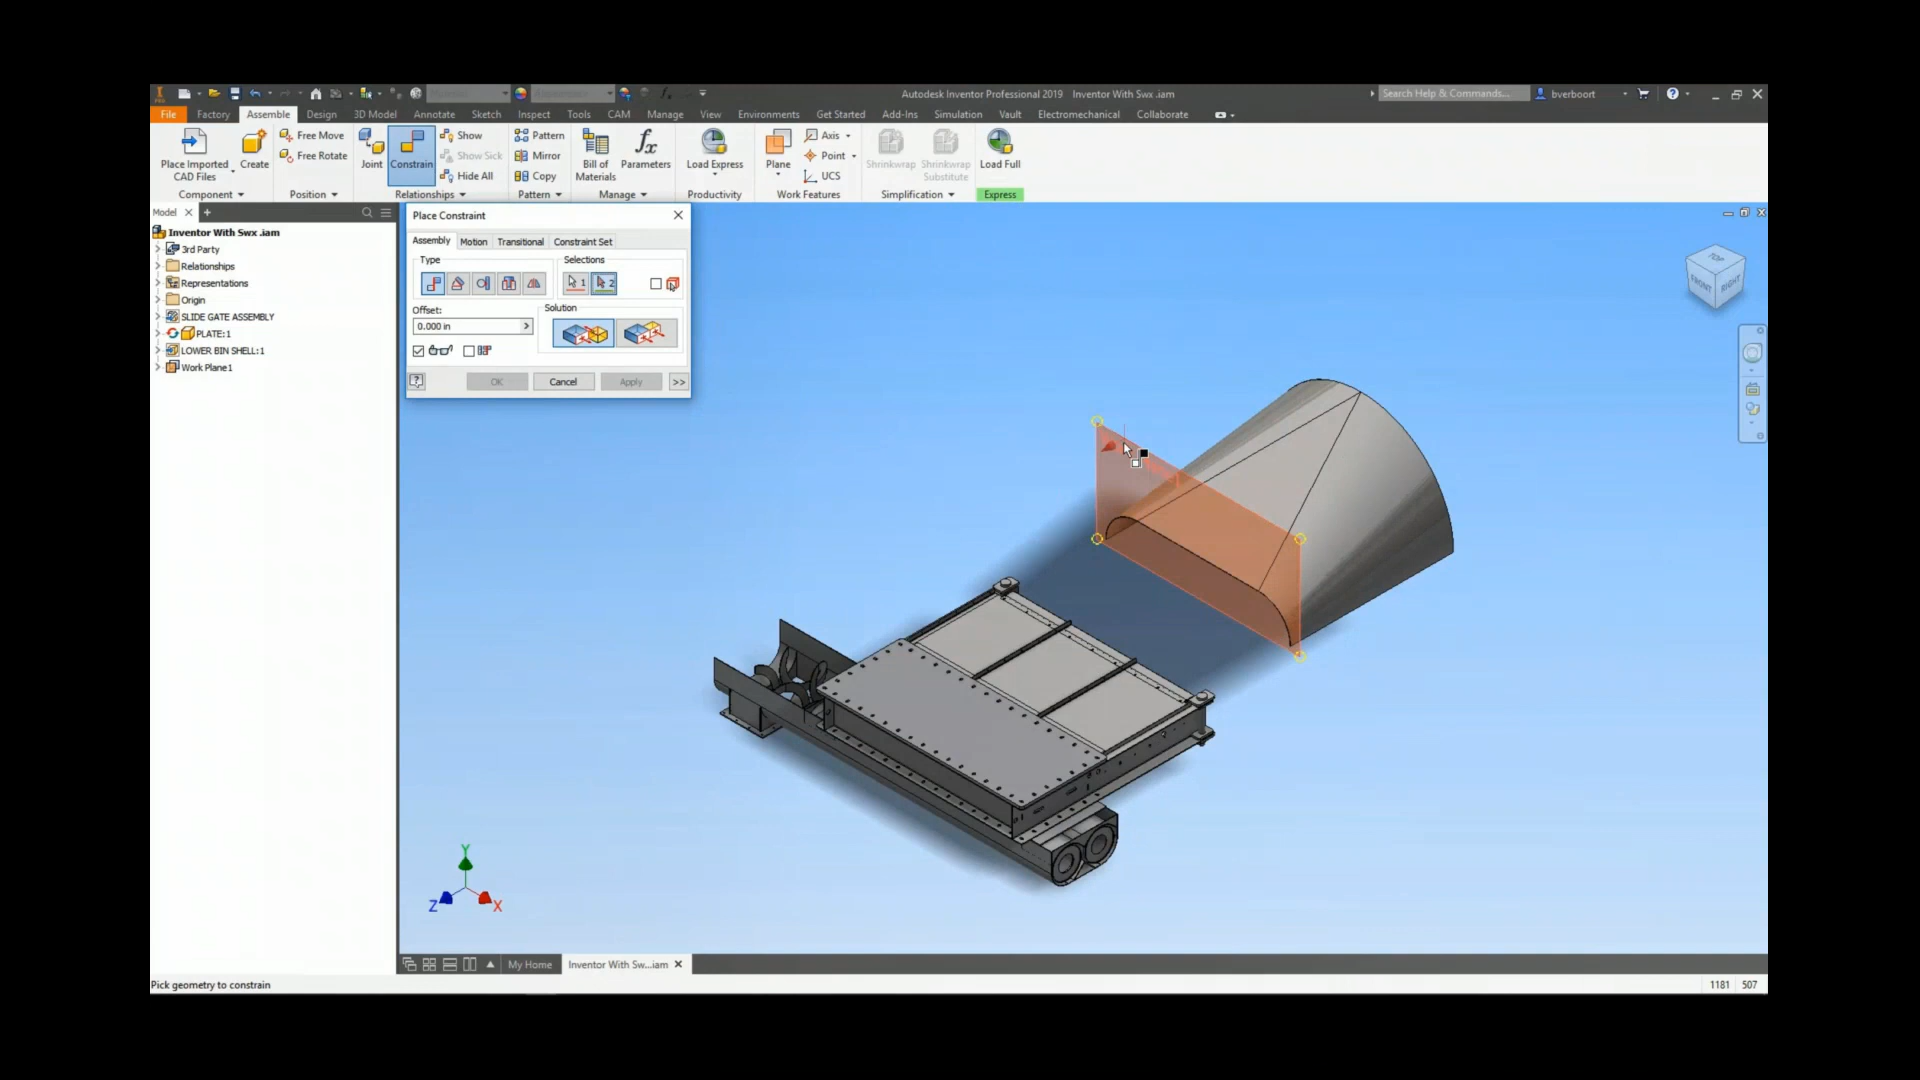 Autodesk Inventor Professional 2019 Inventor With Swx .iam
Search Help & Commands...
bverboort
File Factory Assemble Design 3D Model Annotate Sketch Inspect Tools CAM Manage View Environments Get Started Add-Ins Simulation Vault Electromechanical Collaborate
Place Imported CAD Files
Create
Free Move
Free Rotate
Component
Position
Joint
Constrain
Show
Show Sick
Hide All
Relationships
Pattern
Mirror
Copy
Pattern
Bill of Materials
Parameters
Manage
Load Express
Productivity
Plane
Axis
Point
UCS
Work Features
Shrinkwrap
Shrinkwrap Substitute
Simplification
Load Full
Express
Model
Inventor With Swx .iam
3rd Party
Relationships
Representations
Origin
SLIDE GATE ASSEMBLY
PLATE:1
LOWER BIN SHELL:1
Work Plane1
Place Constraint
Assembly Motion Transitional Constraint Set
Type
Selections
1
2
Offset:
Solution
0.000 in
OK
Cancel
Apply
>>
TOP
FRONT
RIGHT
Y
Z
X
My Home
Inventor With Sw...iam
Pick geometry to constrain
1181 507